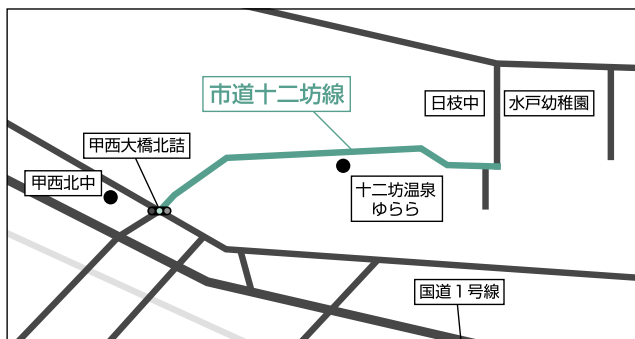 市道十二坊線
日枝中
水戸幼稚園
甲西大橋北詰
甲西北中
十二坊温泉
ゆらら
国道1号線